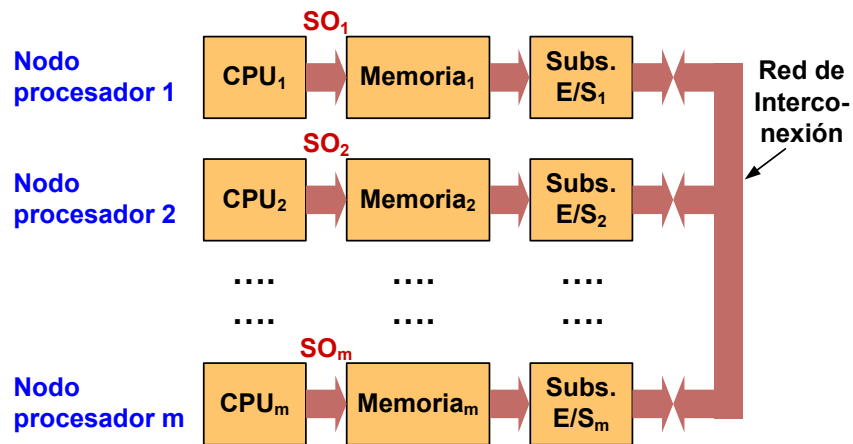 SO₁
Nodo
procesador 1
CPU₁
Memoria₁
Subs.
E/S₁
Red de
Interco-
nexión
SO₂
Nodo
procesador 2
CPU₂
Memoria₂
Subs.
E/S₂
.... .... ....
.... .... ....
SOₘ
Nodo
procesador m
CPUₘ
Memoriaₘ
Subs.
E/Sₘ